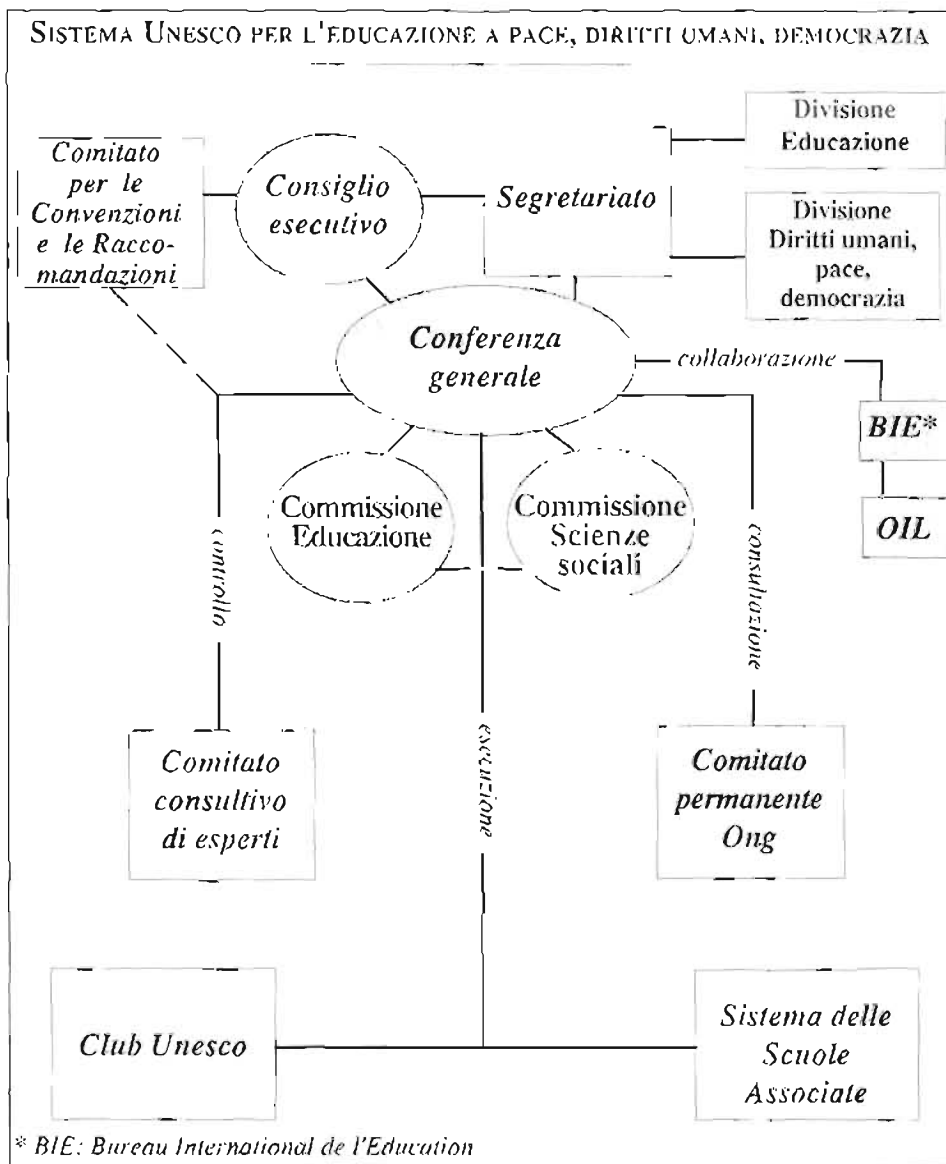 SISTEMA UNESCO PER L'EDUCAZIONE A PACE, DIRITTI UMANI, DEMOCRAZIA
Divisione
Educazione
Comitato
per le
Convenzioni
e le Racco-
mandazioni
Consiglio
esecutivo
Segretariato
Divisione
Diritti umani,
pace,
democrazia
Conferenza
generale
collaborazione
BIE*
OIL
Commissione
Educazione
Commissione
Scienze
sociali
controllo
consultazione
esecuzione
Comitato
consultivo
di esperti
Comitato
permanente
Ong
Club Unesco
Sistema delle
Scuole
Associate
* BIE: Bureau International de l'Education